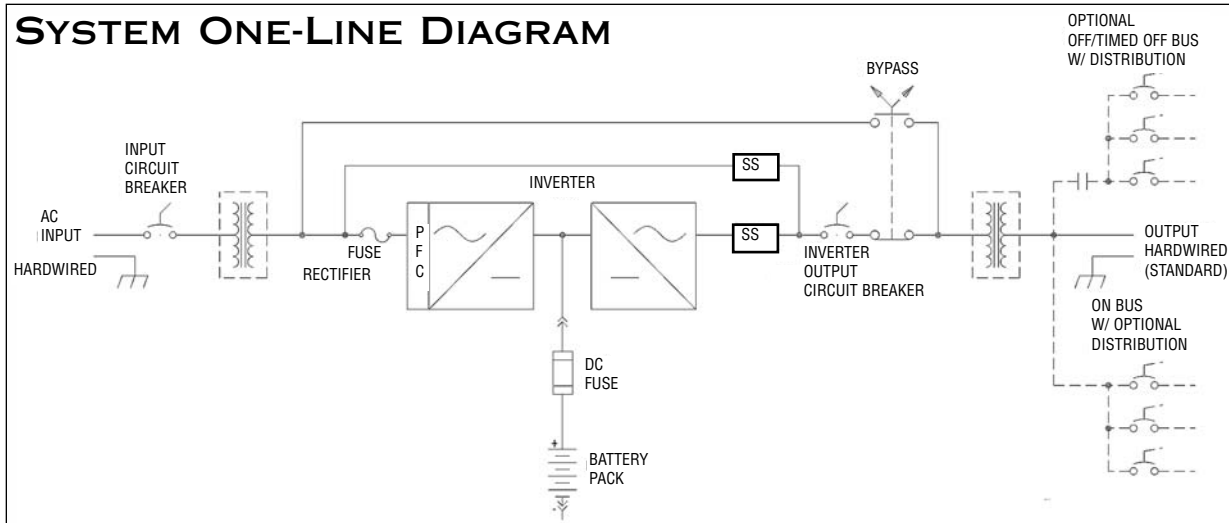 SYSTEM ONE-LINE DIAGRAM
OPTIONAL
OFF/TIMED OFF BUS
W/ DISTRIBUTION
BYPASS
INPUT
CIRCUIT
BREAKER
SS
INVERTER
AC
INPUT
HARDWIRED
FUSE
RECTIFIER
P
F
C
SS
INVERTER
OUTPUT
CIRCUIT BREAKER
OUTPUT
HARDWIRED
(STANDARD)
ON BUS
W/ OPTIONAL
DISTRIBUTION
DC
FUSE
+
BATTERY
PACK
-